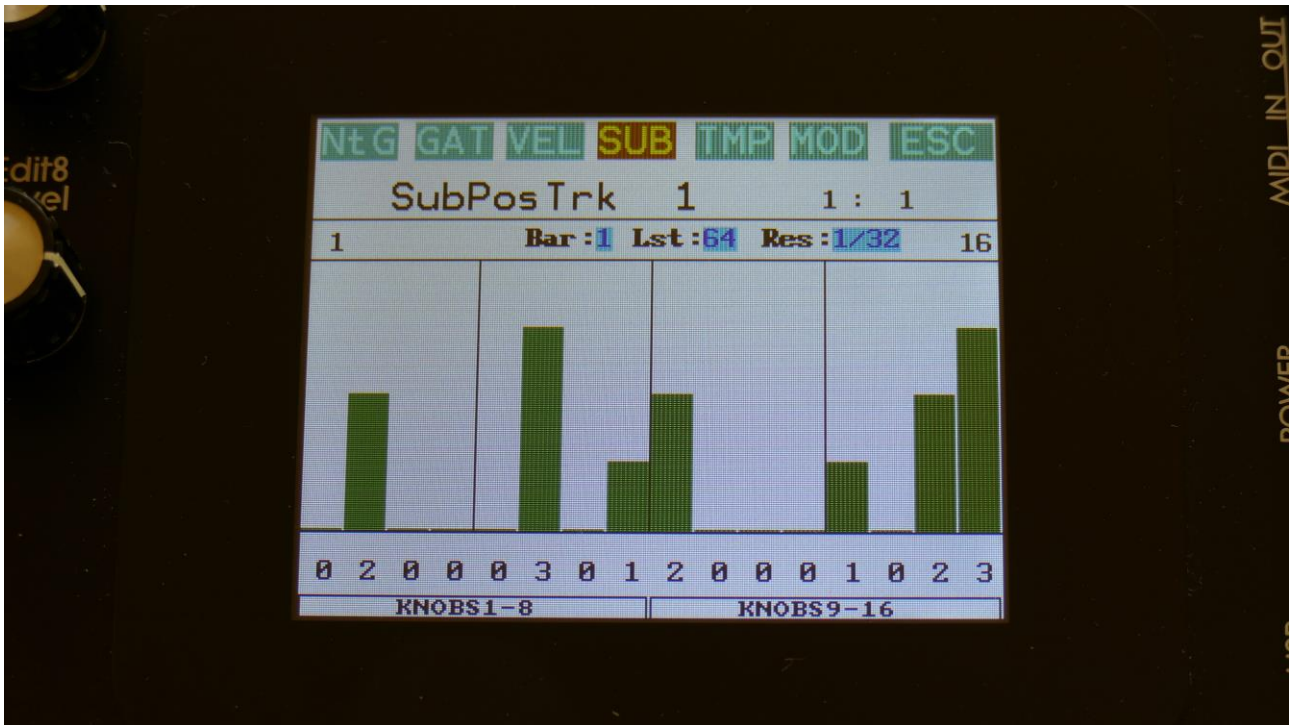 MIDI IN OUT
NtG GAT VEL SUB TMP MOD ESC
SubPosTrk 1 1: 1
1 Bar:1 Lst:64 Res:1/32 16
0 2 0 0 0 3 0 1 2 0 0 0 1 0 2 3
KNOBS1-8 KNOBS9-16
POWER